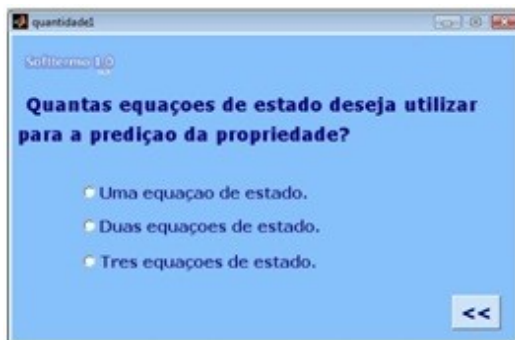 quantidade1
Softtermo 1.0
Quantas equaçoes de estado deseja utilizar
para a prediçao da propriedade?
Uma equaçao de estado.
Duas equaçoes de estado.
Tres equaçoes de estado.
<<